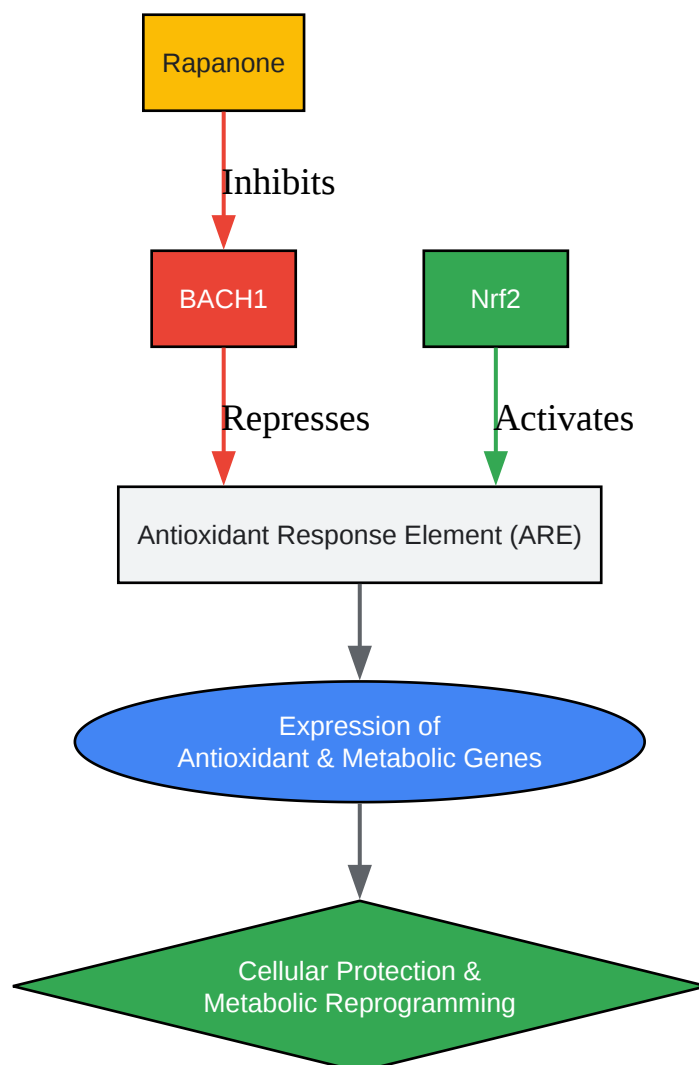 Rapanone
Inhibits
BACH1
Nrf2
Represses
Activates
Antioxidant Response Element (ARE)
Expression of
Antioxidant & Metabolic Genes
Cellular Protection &
Metabolic Reprogramming